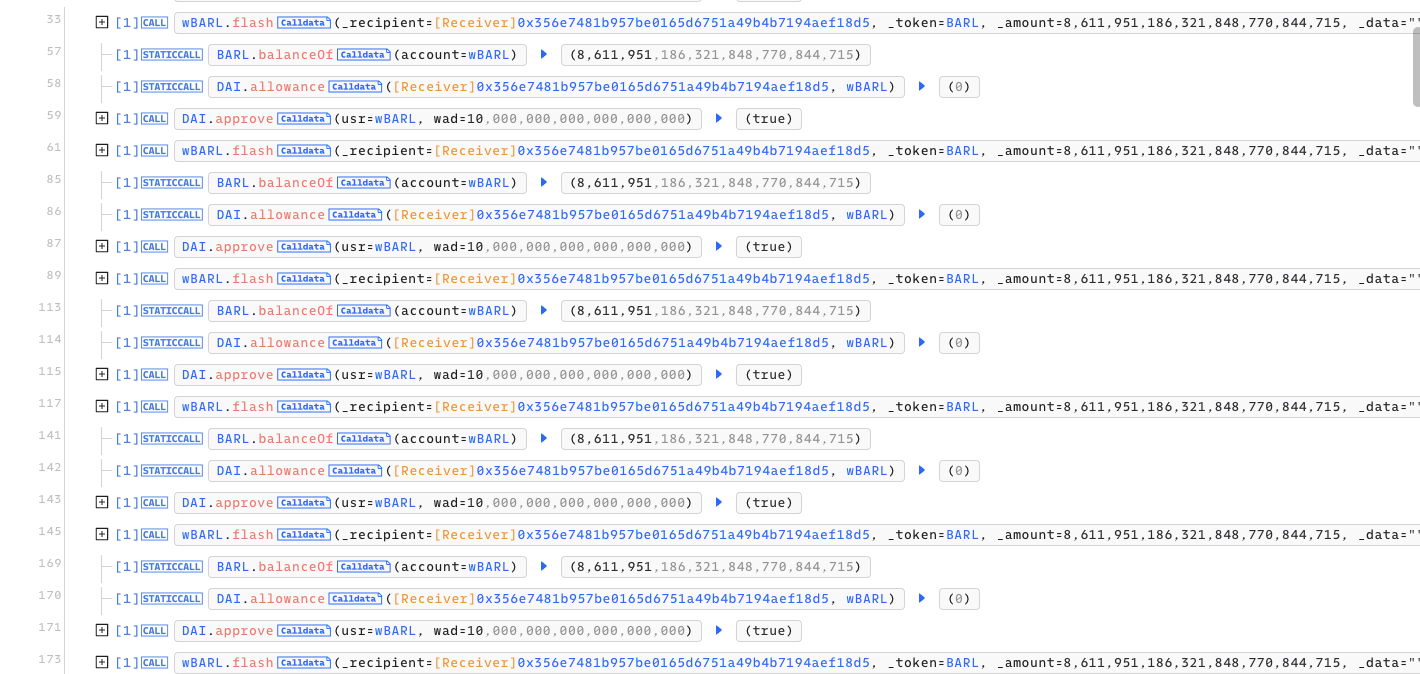 33 [1]CALL wBARL.flash Calldata (_recipient=[Receiver]0x356e7481b957be0165d6751a49b4b7194aef18d5, _token=BARL, _amount=8,611,951,186,321,848,770,844,715, _data=""
57 [1]STATICCALL BARL.balanceOf Calldata (account=wBARL) (8,611,951,186,321,848,770,844,715)
58 [1]STATICCALL DAI.allowance Calldata ([Receiver]0x356e7481b957be0165d6751a49b4b7194aef18d5, wBARL) (0)
59 [1]CALL DAI.approve Calldata (usr=wBARL, wad=10,000,000,000,000,000,000) (true)
61 [1]CALL wBARL.flash Calldata (_recipient=[Receiver]0x356e7481b957be0165d6751a49b4b7194aef18d5, _token=BARL, _amount=8,611,951,186,321,848,770,844,715, _data=""
85 [1]STATICCALL BARL.balanceOf Calldata (account=wBARL) (8,611,951,186,321,848,770,844,715)
86 [1]STATICCALL DAI.allowance Calldata ([Receiver]0x356e7481b957be0165d6751a49b4b7194aef18d5, wBARL) (0)
87 [1]CALL DAI.approve Calldata (usr=wBARL, wad=10,000,000,000,000,000,000) (true)
89 [1]CALL wBARL.flash Calldata (_recipient=[Receiver]0x356e7481b957be0165d6751a49b4b7194aef18d5, _token=BARL, _amount=8,611,951,186,321,848,770,844,715, _data=""
113 [1]STATICCALL BARL.balanceOf Calldata (account=wBARL) (8,611,951,186,321,848,770,844,715)
114 [1]STATICCALL DAI.allowance Calldata ([Receiver]0x356e7481b957be0165d6751a49b4b7194aef18d5, wBARL) (0)
115 [1]CALL DAI.approve Calldata (usr=wBARL, wad=10,000,000,000,000,000,000) (true)
117 [1]CALL wBARL.flash Calldata (_recipient=[Receiver]0x356e7481b957be0165d6751a49b4b7194aef18d5, _token=BARL, _amount=8,611,951,186,321,848,770,844,715, _data=""
141 [1]STATICCALL BARL.balanceOf Calldata (account=wBARL) (8,611,951,186,321,848,770,844,715)
142 [1]STATICCALL DAI.allowance Calldata ([Receiver]0x356e7481b957be0165d6751a49b4b7194aef18d5, wBARL) (0)
143 [1]CALL DAI.approve Calldata (usr=wBARL, wad=10,000,000,000,000,000,000) (true)
145 [1]CALL wBARL.flash Calldata (_recipient=[Receiver]0x356e7481b957be0165d6751a49b4b7194aef18d5, _token=BARL, _amount=8,611,951,186,321,848,770,844,715, _data=""
169 [1]STATICCALL BARL.balanceOf Calldata (account=wBARL) (8,611,951,186,321,848,770,844,715)
170 [1]STATICCALL DAI.allowance Calldata ([Receiver]0x356e7481b957be0165d6751a49b4b7194aef18d5, wBARL) (0)
171 [1]CALL DAI.approve Calldata (usr=wBARL, wad=10,000,000,000,000,000,000) (true)
173 [1]CALL wBARL.flash Calldata (_recipient=[Receiver]0x356e7481b957be0165d6751a49b4b7194aef18d5, _token=BARL, _amount=8,611,951,186,321,848,770,844,715, _data=""